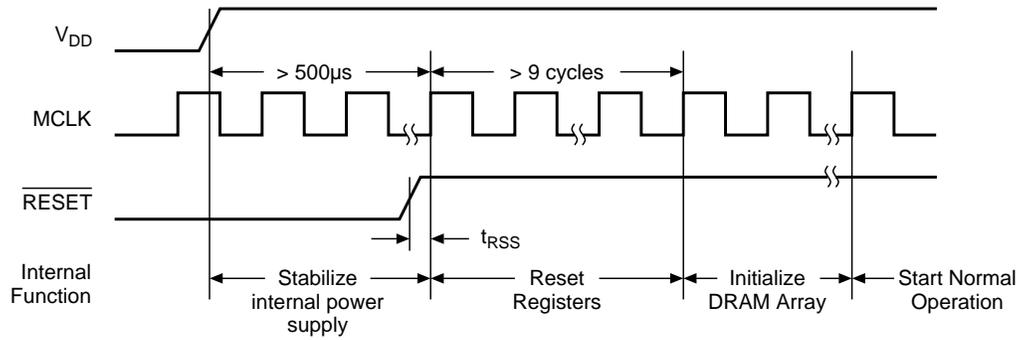 VDD
> 500μs
> 9 cycles
MCLK
RESET
tRSS
Internal
Function
Stabilize
internal power
supply
Reset
Registers
Initialize
DRAM Array
Start Normal
Operation